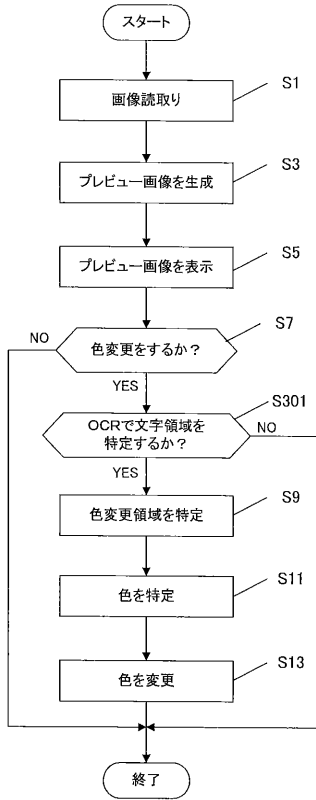 スタート
画像読取り
S1
プレビュー画像を生成
S3
プレビュー画像を表示
S5
色変更をするか？
S7
NO
YES
OCRで文字領域を
特定するか？
S301
NO
YES
色変更領域を特定
S9
色を特定
S11
色を変更
S13
終了